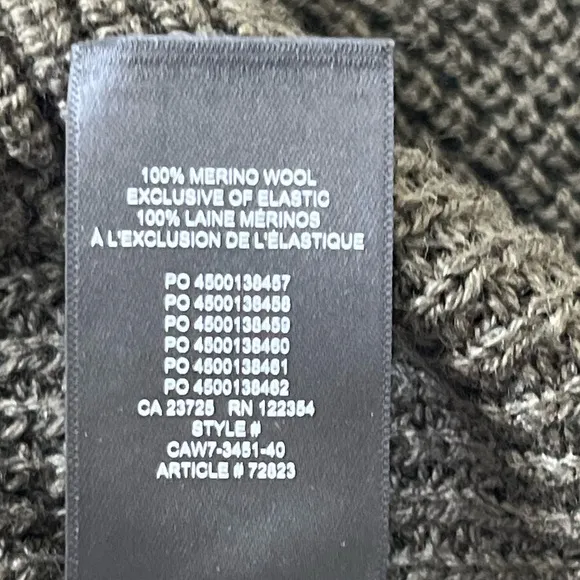 100% MERINO WOOL
EXCLUSIVE OF ELASTIC
100% LAINE MÉRINOS
À L'EXCLUSION DE L'ÉLASTIQUE
PO 4500138457
PO 4500138458
PO 4500138459
PO 4500138460
PO 4500138461
PO 4500138462
CA 23725 RN 122354
STYLE #
CAW7-3451-40
ARTICLE # 72823